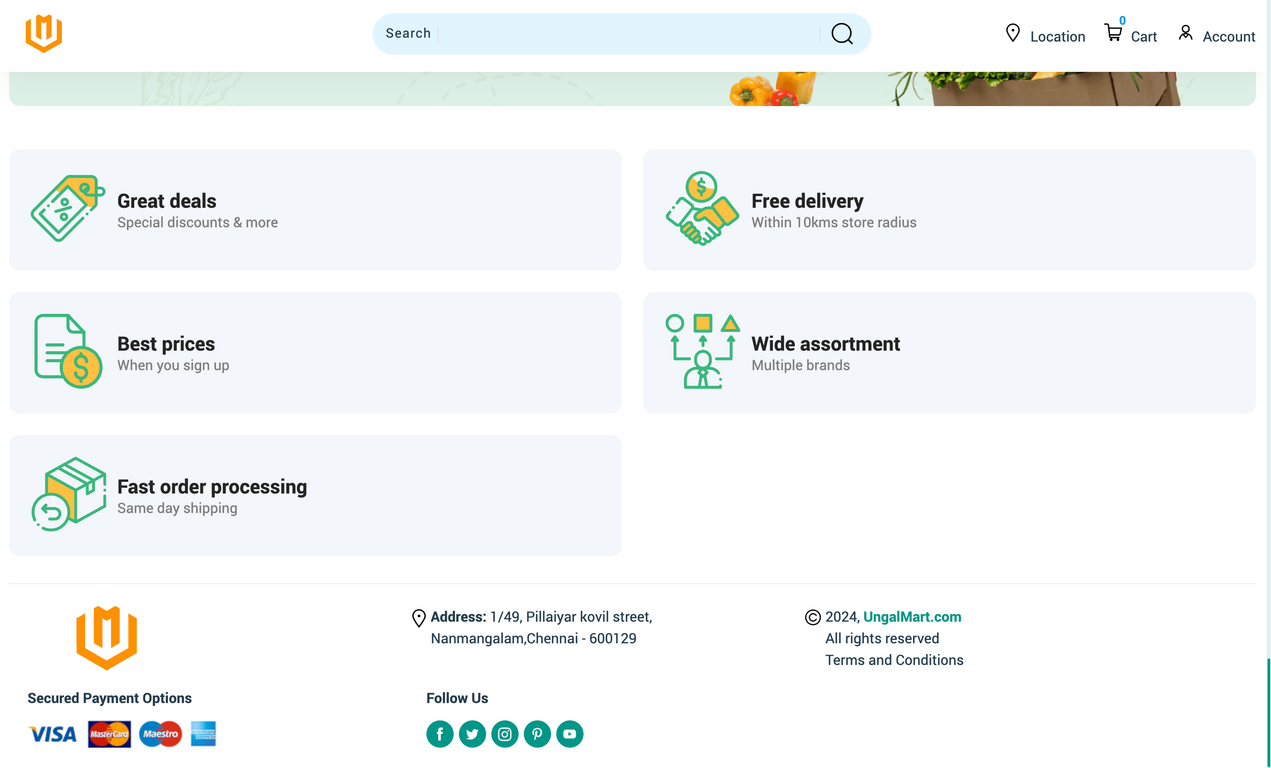 Search
Location
0
Cart
Account
Great deals
Special discounts & more
Free delivery
Within 10kms store radius
Best prices
When you sign up
Wide assortment
Multiple brands
Fast order processing
Same day shipping
Address: 1/49, Pillaiyar kovil street,
Nanmangalam,Chennai - 600129
© 2024, UngalMart.com
All rights reserved
Terms and Conditions
Secured Payment Options
VISA
MasterCard
Maestro
Follow Us